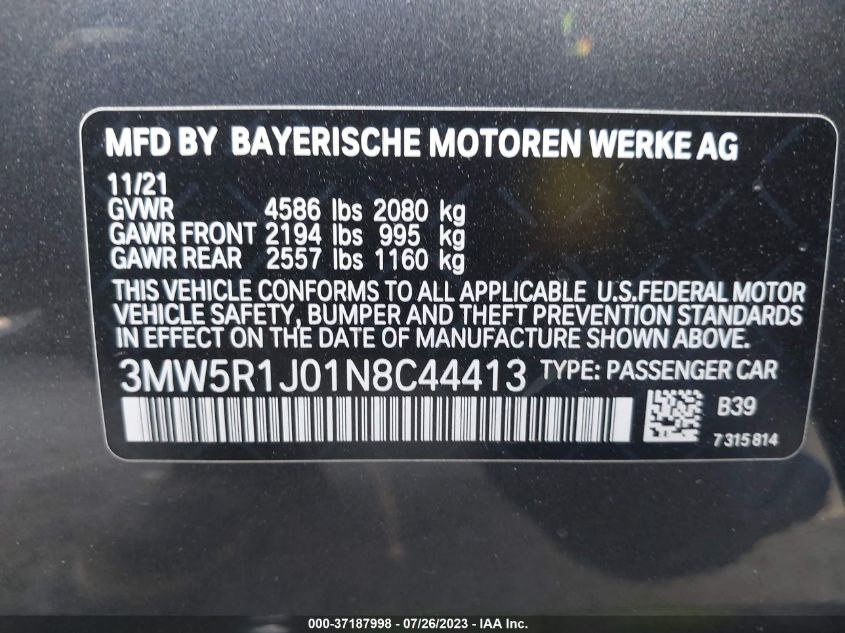 MFD BY BAYERISCHE MOTOREN WERKE AG
11/21
GVWR 4586 lbs 2080 kg
GAWR FRONT 2194 lbs 995 kg
GAWR REAR 2557 lbs 1160 kg
THIS VEHICLE CONFORMS TO ALL APPLICABLE U.S.FEDERAL MOTOR
VEHICLE SAFETY, BUMPER AND THEFT PREVENTION STANDARDS
IN EFFECT ON THE DATE OF MANUFACTURE SHOWN ABOVE.
3MW5R1J01N8C44413 TYPE: PASSENGER CAR
B39
7315814
000-37187998 / 07/26/2023 - IAA Inc.